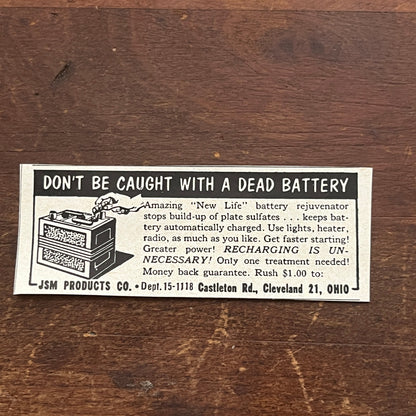 DON'T BE CAUGHT WITH A DEAD BATTERY
Amazing "New Life" battery rejuvenator
stops build-up of plate sulfates . . . keeps bat-
tery automatically charged. Use lights, heater,
radio, as much as you like. Get faster starting!
Greater power! RECHARGING IS UN-
NECESSARY! Only one treatment needed!
Money back guarantee. Rush $1.00 to:
JSM PRODUCTS CO. • Dept. 15-1118 Castleton Rd., Cleveland 21, OHIO